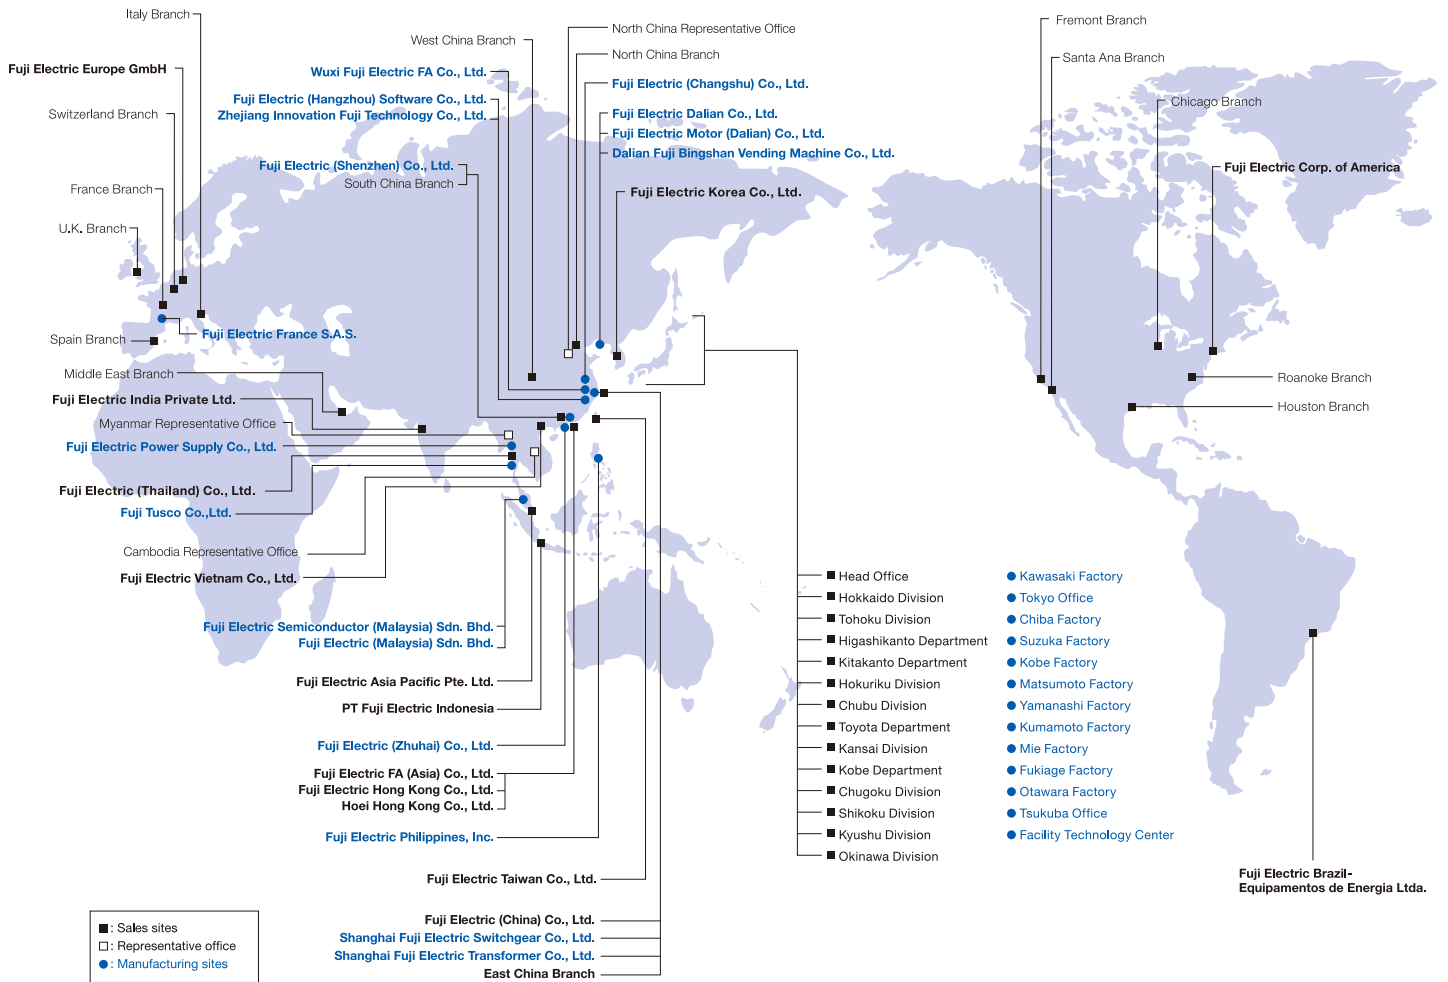 Italy Branch
Fuji Electric Europe GmbH
Switzerland Branch
France Branch
U.K. Branch
Fuji Electric France S.A.S.
Spain Branch
Middle East Branch
Fuji Electric India Private Ltd.
Myanmar Representative Office
Fuji Electric Power Supply Co., Ltd.
Fuji Electric (Thailand) Co., Ltd.
Fuji Tusco Co.,Ltd.
Cambodia Representative Office
Fuji Electric Vietnam Co., Ltd.
West China Branch
Wuxi Fuji Electric FA Co., Ltd.
Fuji Electric (Hangzhou) Software Co., Ltd.
Zhejiang Innovation Fuji Technology Co., Ltd.
Fuji Electric (Shenzhen) Co., Ltd.
South China Branch
North China Representative Office
North China Branch
Fuji Electric (Changshu) Co., Ltd.
Fuji Electric Dalian Co., Ltd.
Fuji Electric Motor (Dalian) Co., Ltd.
Dalian Fuji Bingshan Vending Machine Co., Ltd.
Fuji Electric Korea Co., Ltd.
Fremont Branch
Santa Ana Branch
Chicago Branch
Fuji Electric Corp. of America
Roanoke Branch
Houston Branch
Fuji Electric Semiconductor (Malaysia) Sdn. Bhd.
Fuji Electric (Malaysia) Sdn. Bhd.
Fuji Electric Asia Pacific Pte. Ltd.
PT Fuji Electric Indonesia
Fuji Electric (Zhuhai) Co., Ltd.
Fuji Electric FA (Asia) Co., Ltd.
Fuji Electric Hong Kong Co., Ltd.
Hoei Hong Kong Co., Ltd.
Fuji Electric Philippines, Inc.
Fuji Electric Taiwan Co., Ltd.
Fuji Electric (China) Co., Ltd.
Shanghai Fuji Electric Switchgear Co., Ltd.
Shanghai Fuji Electric Transformer Co., Ltd.
East China Branch
Head Office
Hokkaido Division
Tohoku Division
Higashikanto Department
Kitakanto Department
Hokuriku Division
Chubu Division
Toyota Department
Kansai Division
Kobe Department
Chugoku Division
Shikoku Division
Kyushu Division
Okinawa Division
Kawasaki Factory
Tokyo Office
Chiba Factory
Suzuka Factory
Kobe Factory
Matsumoto Factory
Yamanashi Factory
Kumamoto Factory
Mie Factory
Fukiage Factory
Otawara Factory
Tsukuba Office
Facility Technology Center
Fuji Electric Brazil-
Equipamentos de Energia Ltda.
■: Sales sites
□: Representative office
●: Manufacturing sites